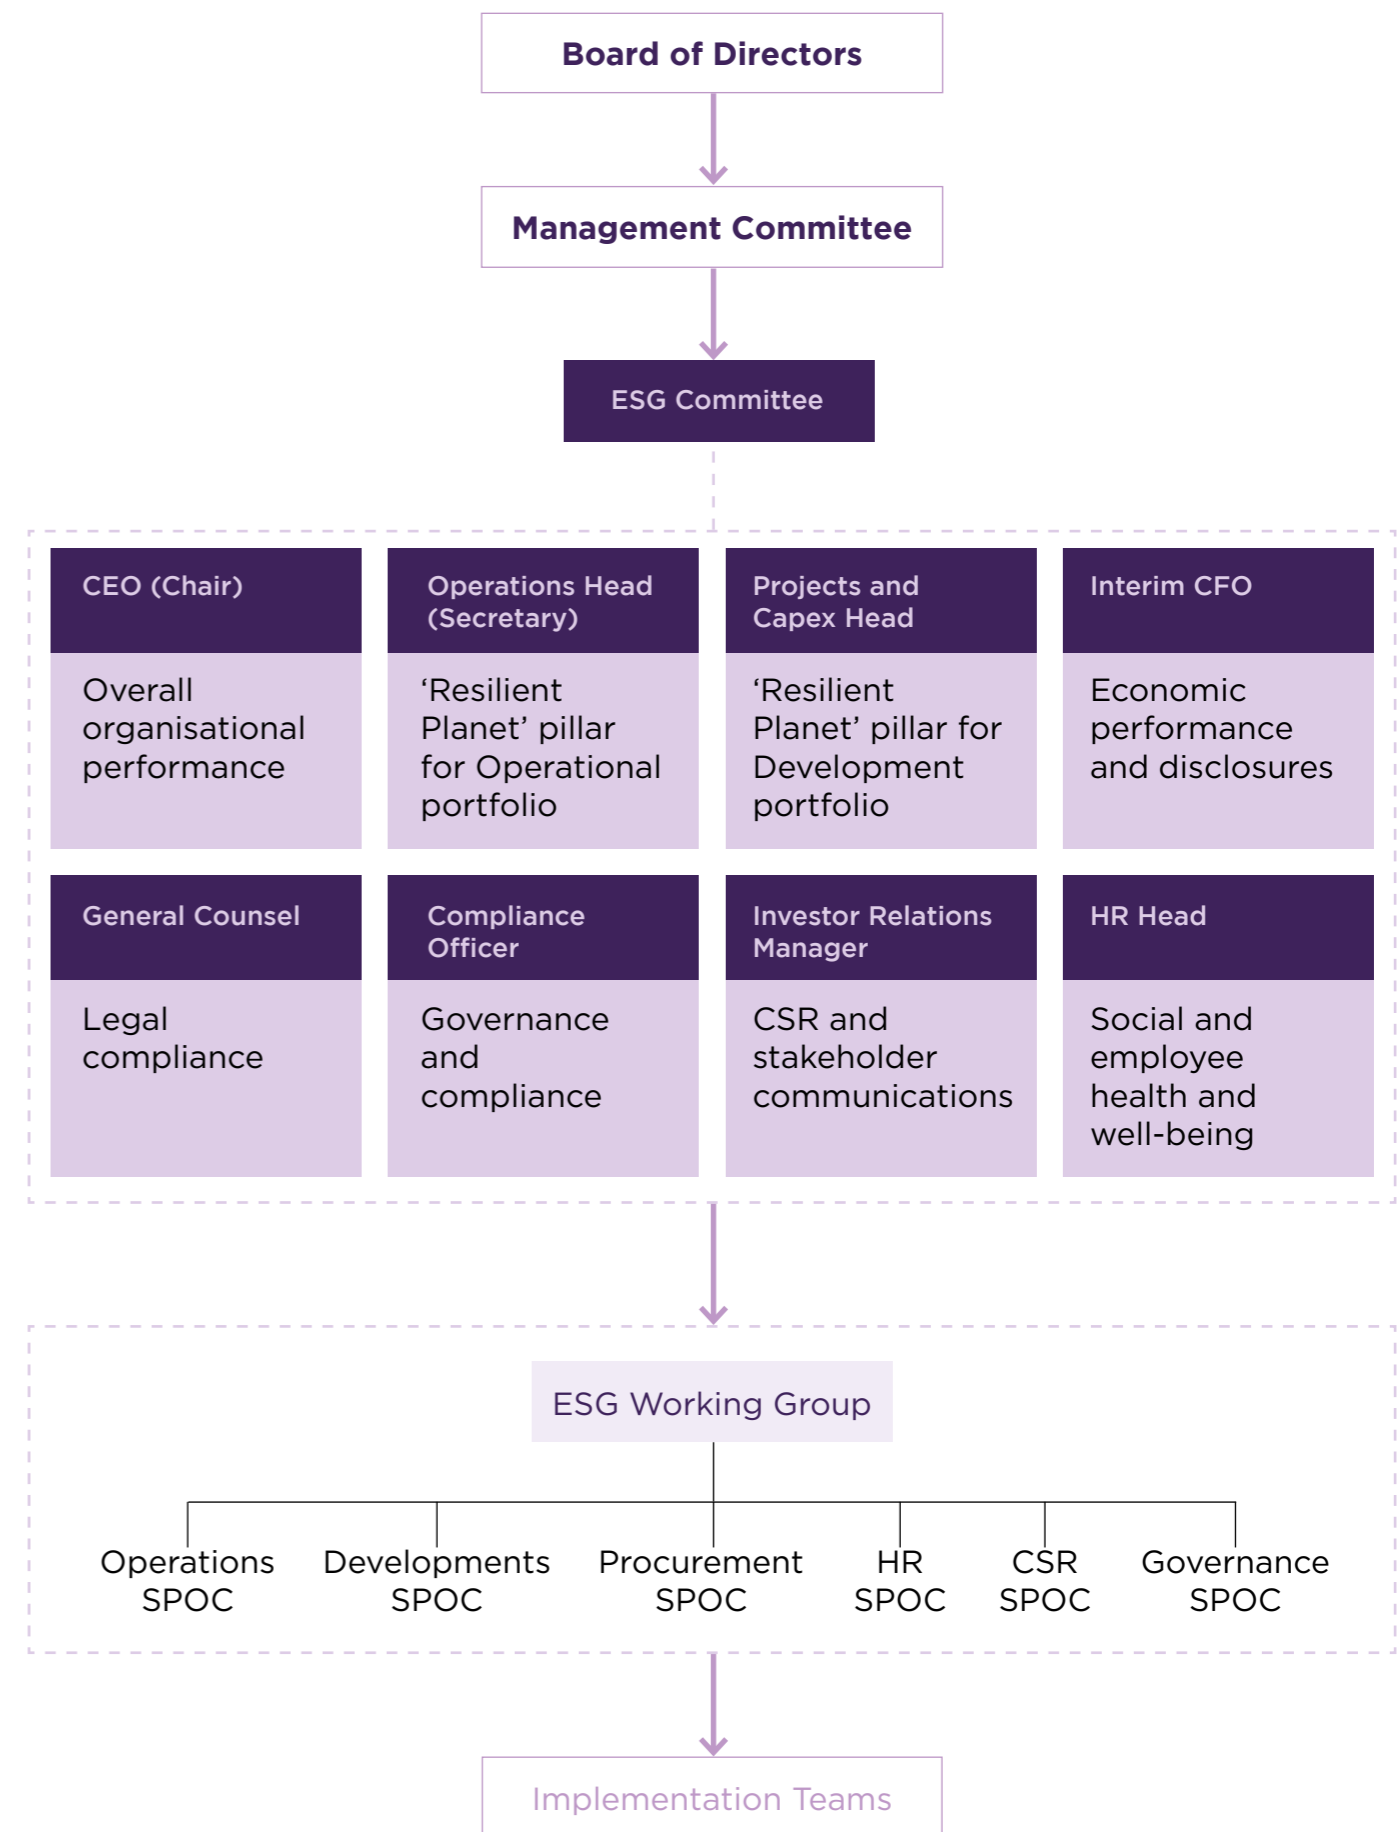 Board of Directors
Management Committee
ESG Committee
CEO (Chair)
Overall
organisational
performance
Operations Head
(Secretary)
‘Resilient
Planet’ pillar
for Operational
portfolio
Projects and
Capex Head
‘Resilient
Planet’ pillar for
Development
portfolio
Interim CFO
Economic
performance
and disclosures
General Counsel
Legal
compliance
Compliance
Officer
Governance
and
compliance
Investor Relations
Manager
CSR and
stakeholder
communications
HR Head
Social and
employee
health and
well-being
ESG Working Group
Operations
SPOC
Developments
SPOC
Procurement
SPOC
HR
SPOC
CSR
SPOC
Governance
SPOC
Implementation Teams